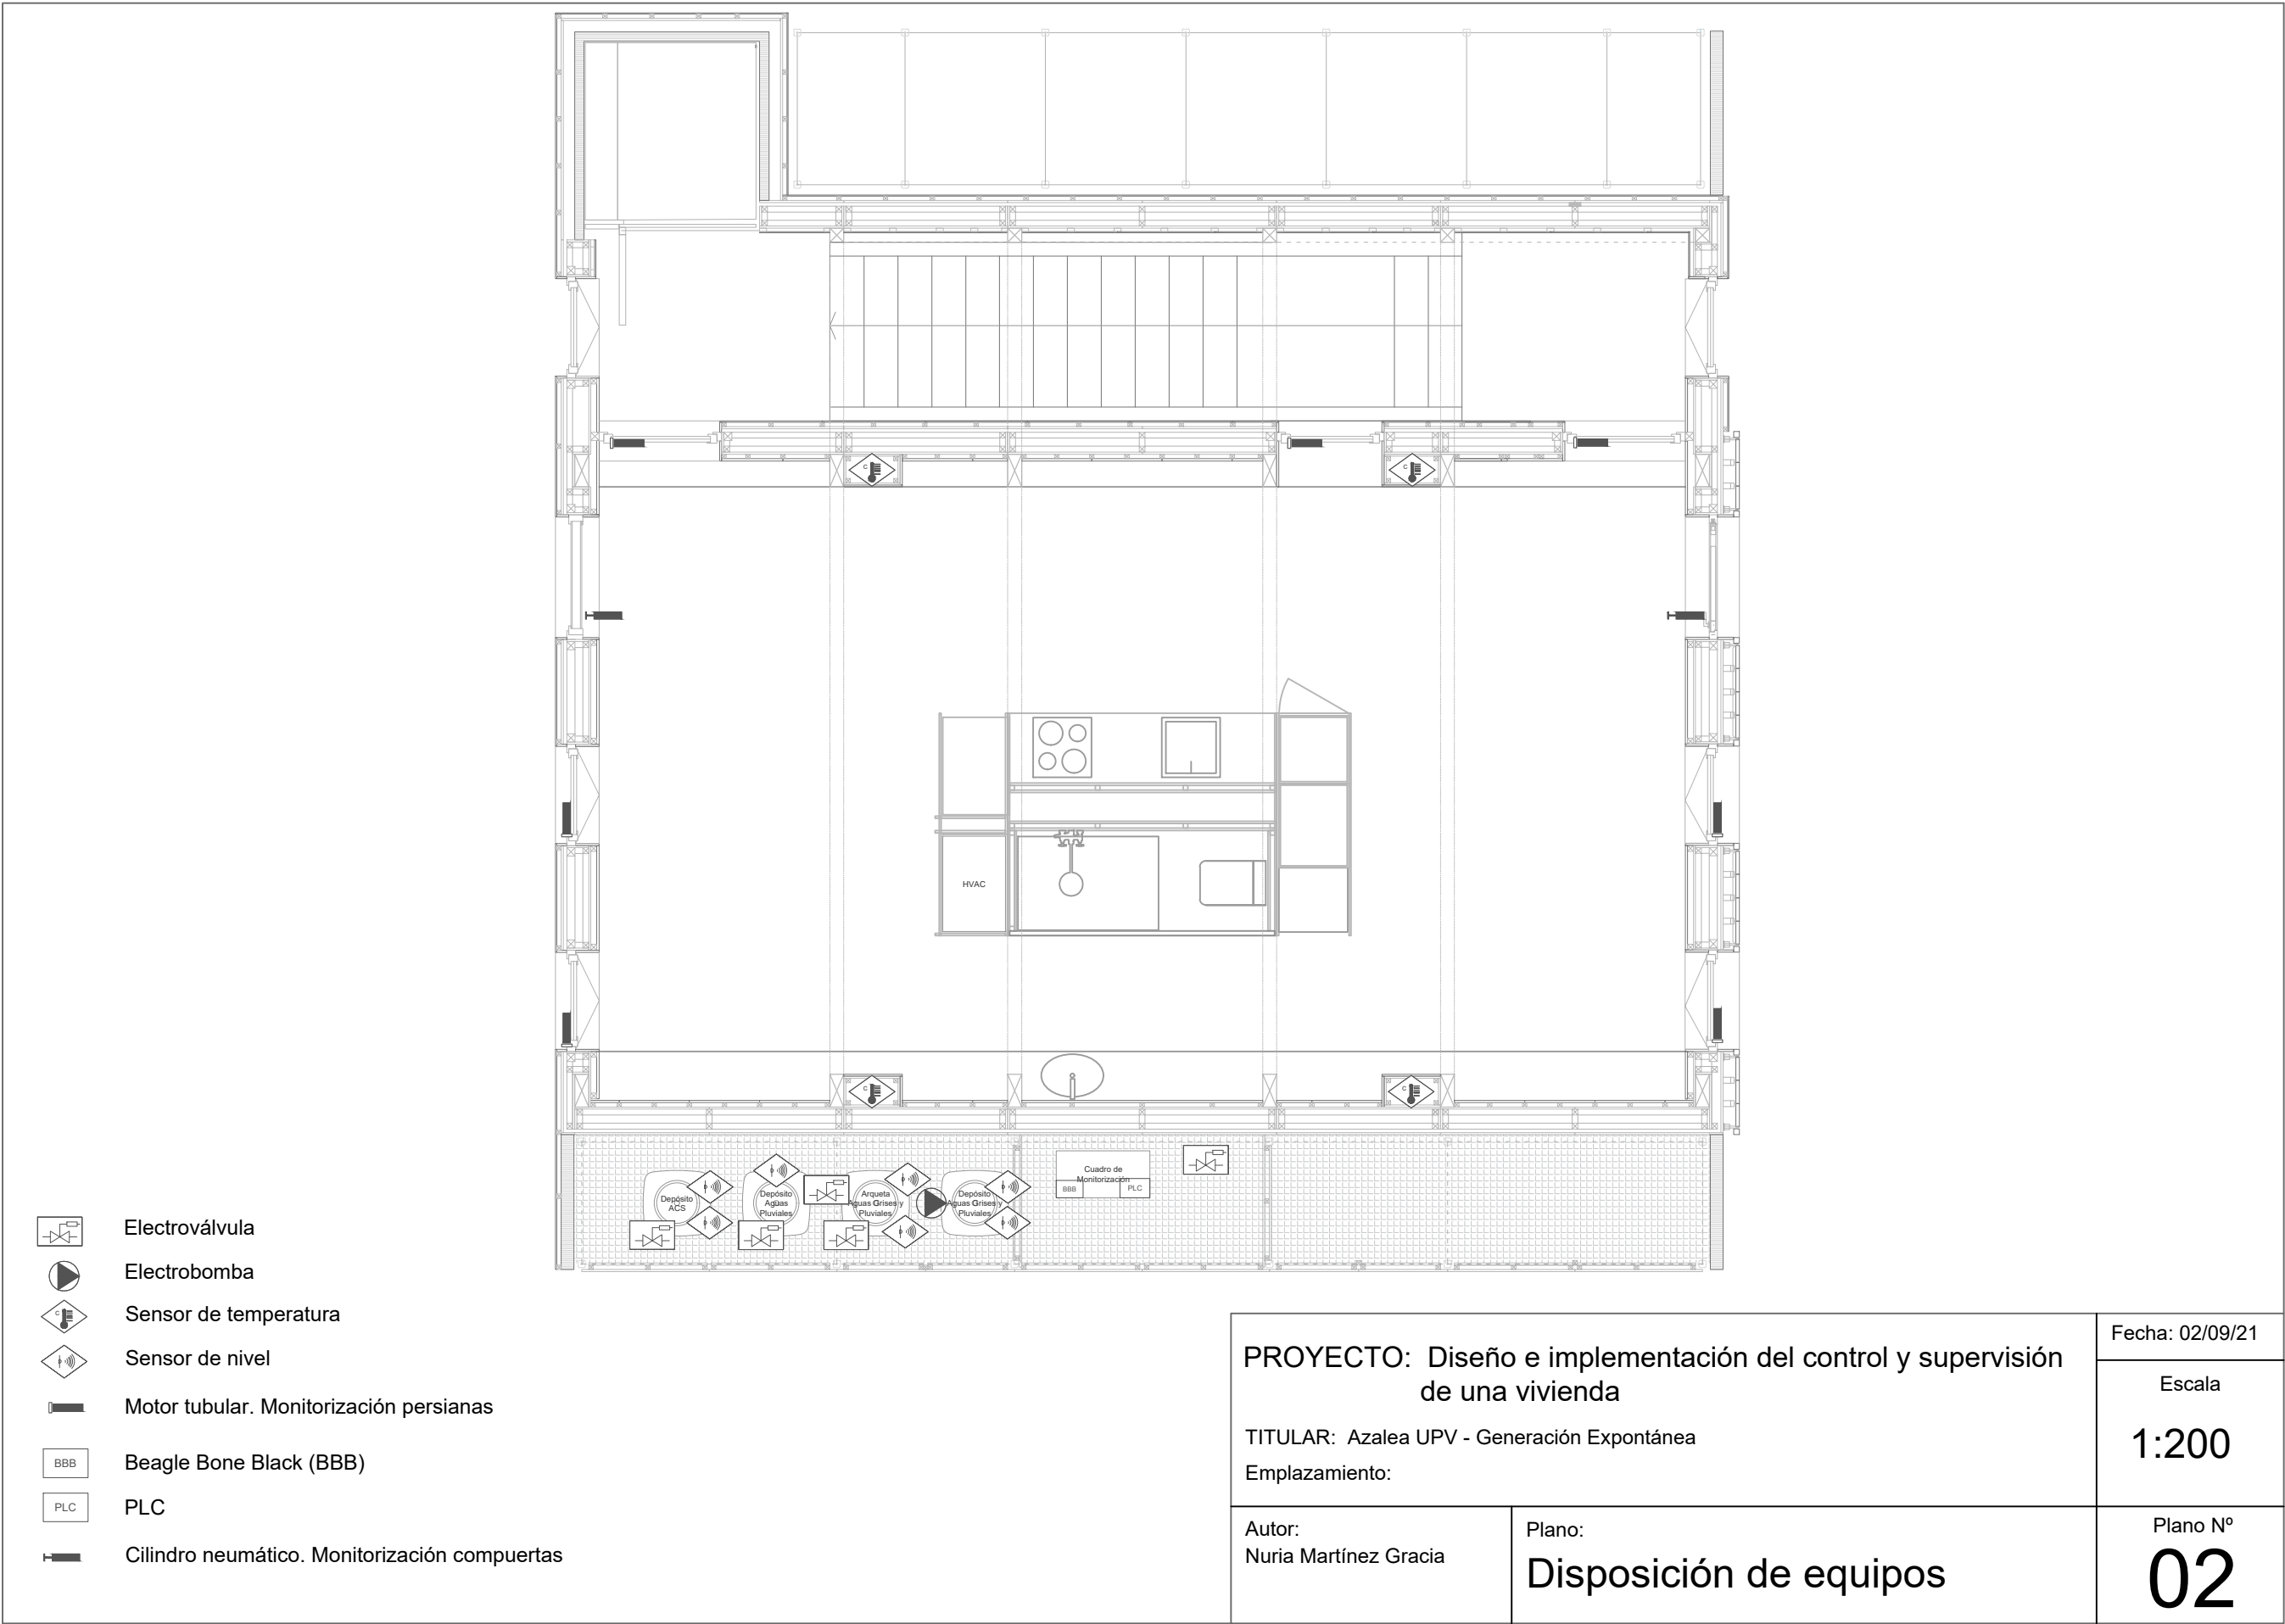 C
C
HVAC
C
C
Depósito
ACS
Depósito
Aguas
Pluviales
Arqueta
Aguas Grises y
Pluviales
Depósito
Aguas Grises y
Pluviales
Cuadro de
Monitorización
BBB
PLC
Electroválvula
Electrobomba
C
Sensor de temperatura
Sensor de nivel
Motor tubular. Monitorización persianas
BBB
Beagle Bone Black (BBB)
PLC
PLC
Cilindro neumático. Monitorización compuertas
PROYECTO: Diseño e implementación del control y supervisión
de una vivienda
TITULAR: Azalea UPV - Generación Expontánea
Emplazamiento:
Fecha: 02/09/21
Escala
1:200
Autor:
Nuria Martínez Gracia
Plano:
Disposición de equipos
Plano Nº
02